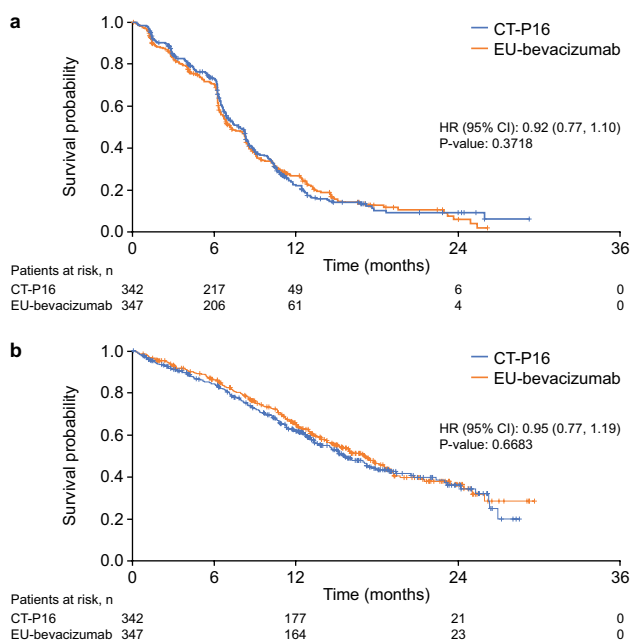 a
CT-P16
EU-bevacizumab
HR (95% CI): 0.92 (0.77, 1.10)
P-value: 0.3718
Survival probability
1.0
0.8
0.6
0.4
0.2
0.0
0 6 12 24 36
Time (months)
Patients at risk, n
CT-P16 342 217 49 6 0
EU-bevacizumab 347 206 61 4 0
b
CT-P16
EU-bevacizumab
HR (95% CI): 0.95 (0.77, 1.19)
P-value: 0.6683
Survival probability
1.0
0.8
0.6
0.4
0.2
0.0
0 6 12 24 36
Time (months)
Patients at risk, n
CT-P16 342 177 21 0
EU-bevacizumab 347 164 23 0